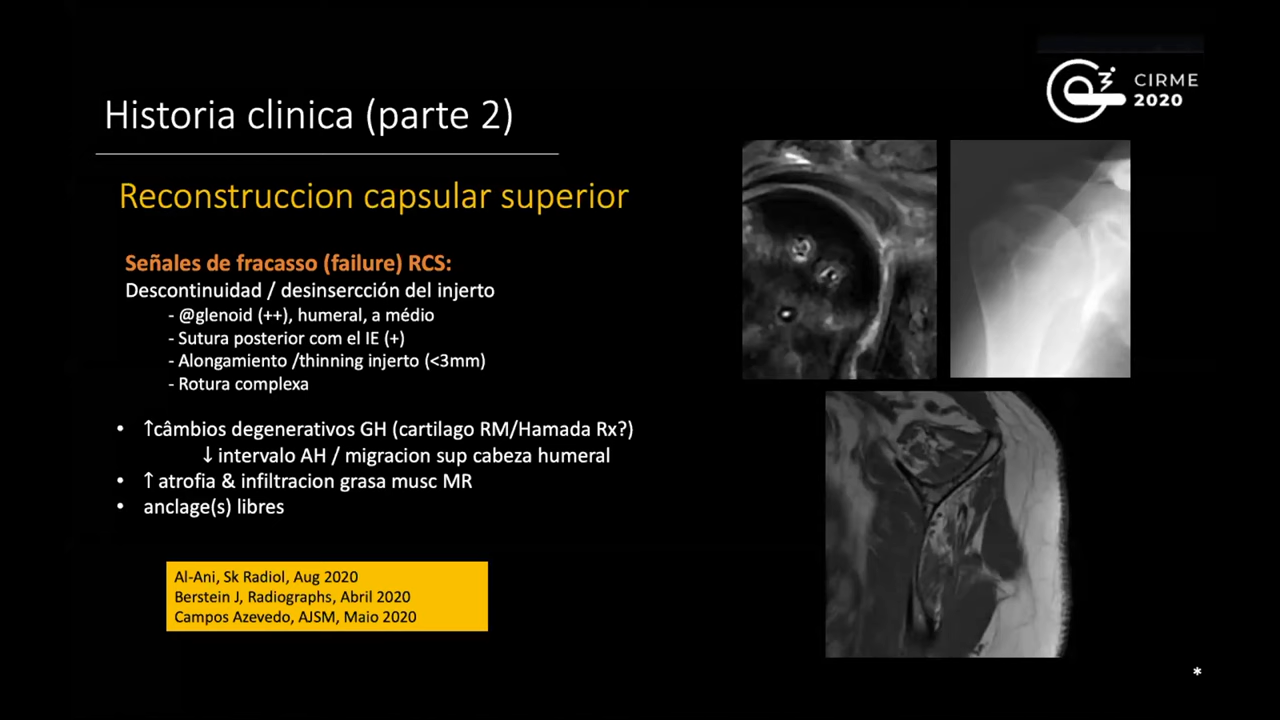 CIRME
2020
Historia clinica (parte 2)
Reconstruccion capsular superior
Señales de fracasso (failure) RCS:
Descontinuidad / desinsercción del injerto
- @glenoid (++), humeral, a médio
- Sutura posterior com el IE (+)
- Alongamiento /thinning injerto (<3mm)
- Rotura complexa
• ↑câmbios degenerativos GH (cartilago RM/Hamada Rx?)
↓ intervalo AH / migracion sup cabeza humeral
• ↑ atrofia & infiltracion grasa musc MR
• anclage(s) libres
Al-Ani, Sk Radiol, Aug 2020
Berstein J, Radiographs, Abril 2020
Campos Azevedo, AJSM, Maio 2020
*